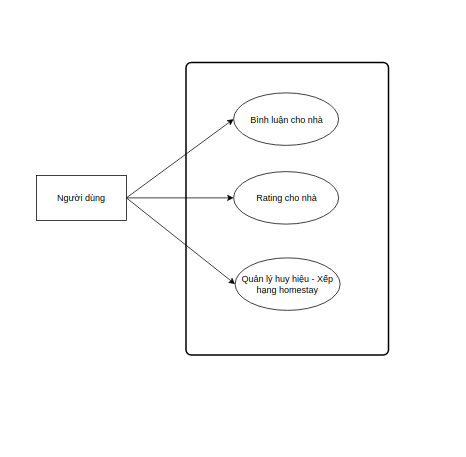 Bình luận cho nhà
Người dùng
Rating cho nhà
Quản lý huy hiệu - Xếp
hạng homestay